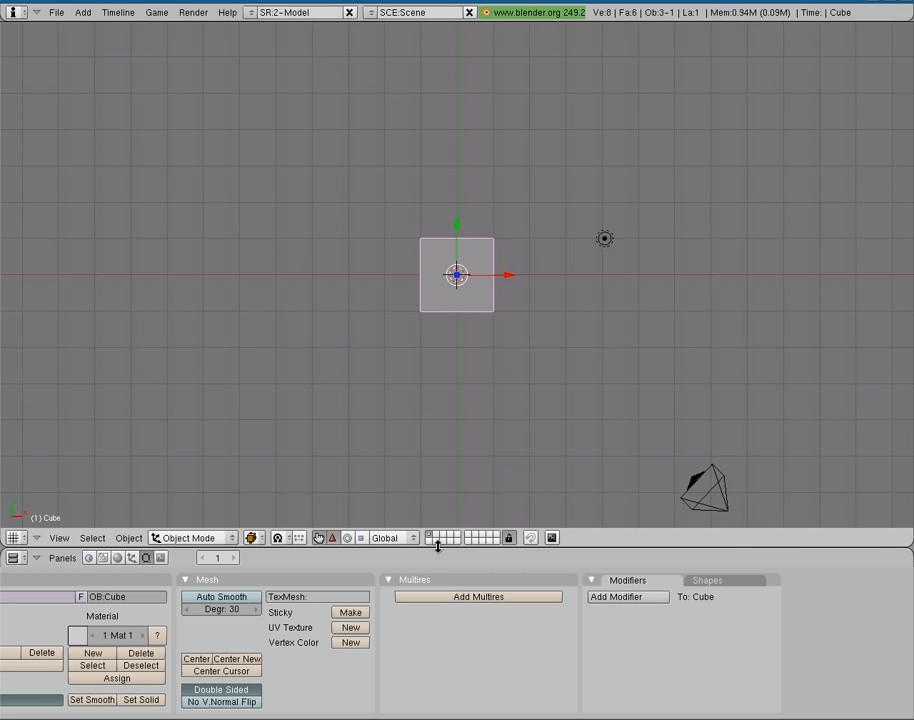 File Add Timeline Game Render Help SR:2-Model X SCE:Scene X www.blender.org 249.2 Ve:8 | Fa:6 | Ob:3-1 | La:1 | Mem:0.94M (0.09M) | Time: | Cube
(1) Cube
View Select Object Object Mode Global
Panels 1
Mesh Multires Modifiers Shapes
F OB:Cube Auto Smooth TexMesh: Add Multires Add Modifier To: Cube
Degr: 30
Material Sticky Make
1 Mat 1 ? UV Texture New
Vertex Color New
Delete New Delete
Center Center New
Select Deselect
Center Cursor
Assign
Double Sided
Set Smooth Set Solid No V.Normal Flip